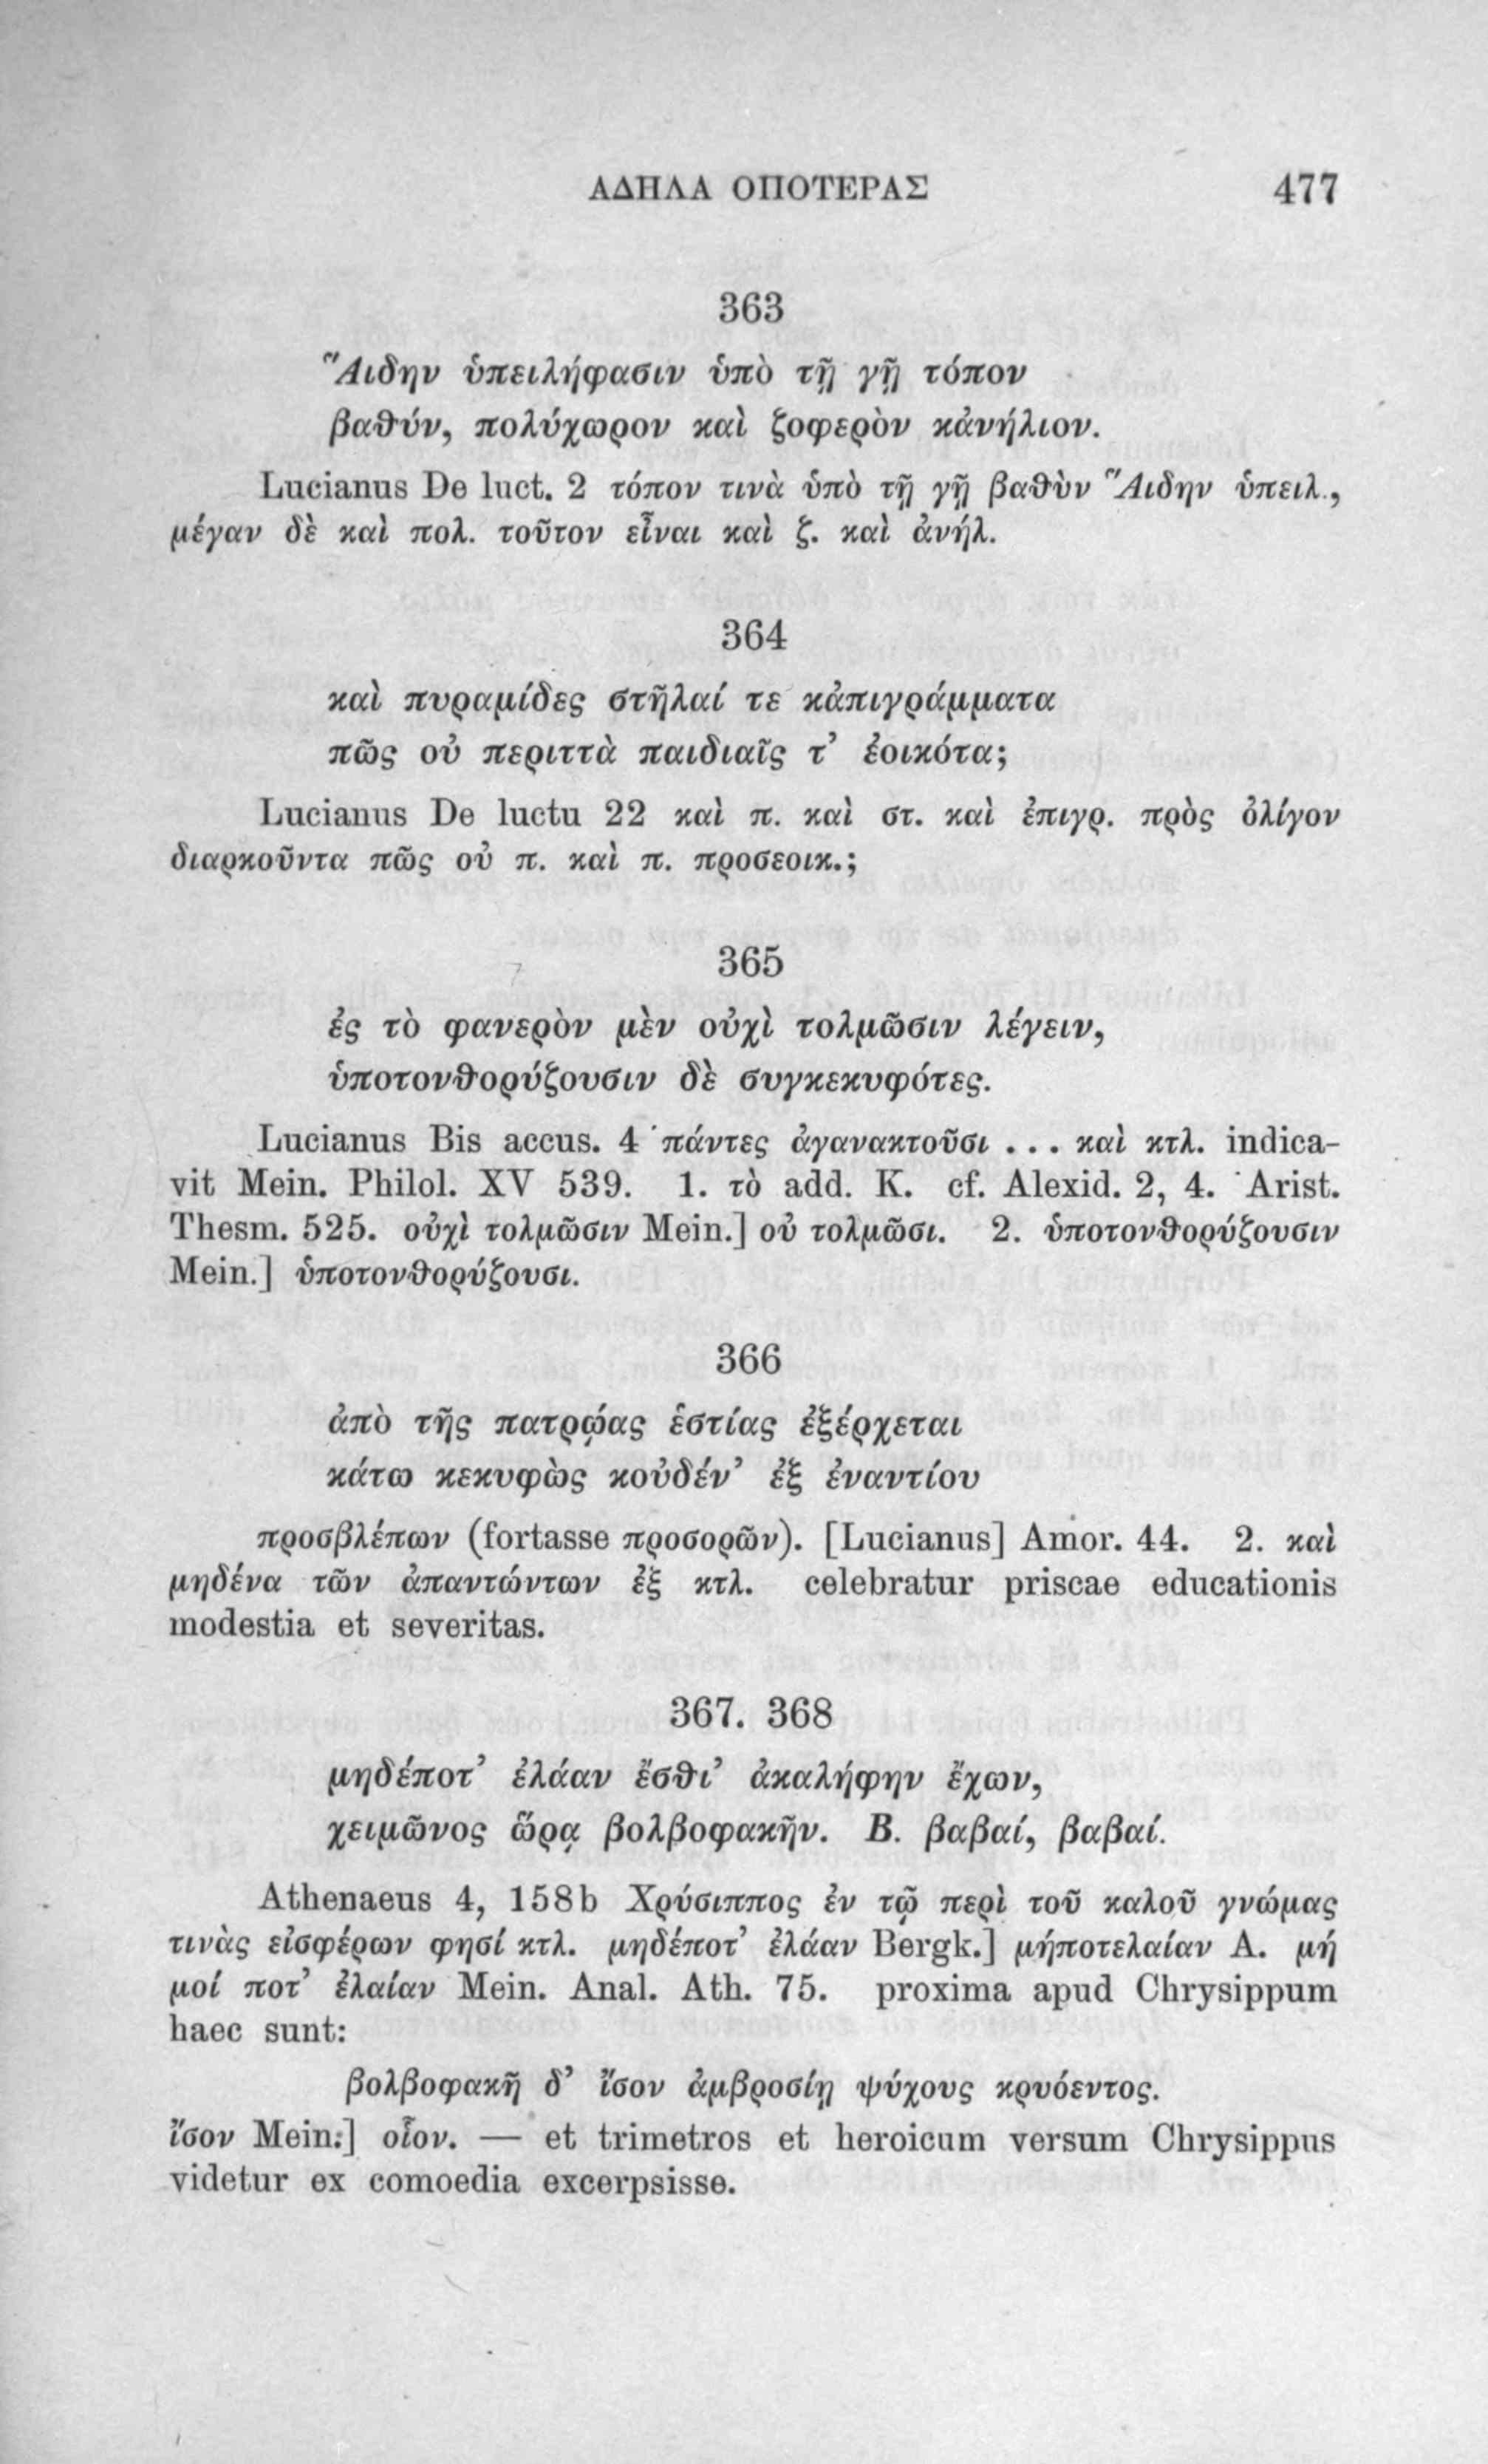 ΑΔΗΛΑ ΟΠΟΤΕΡΑΣ 477
363
Ἅιδην ὑπειλήφασιν ὑπὸ τῇ γῇ τόπον
βαθύν, πολύχωρον καὶ ζοφερὸν κἀνήλιον.
Lucianus De luct. 2 τόπον τινὰ ὑπὸ τῇ γῇ βαθὺν Ἅιδην ὑπειλ.,
μέγαν δὲ καὶ πολ. τοῦτον εἶναι καὶ ζ. καὶ ἀνήλ.
364
καὶ πυραμίδες στῆλαί τε κἀπιγράμματα
πῶς οὐ περιττὰ παιδιαῖς τ’ ἐοικότα;
Lucianus De luctu 22 καὶ π. καὶ στ. καὶ ἐπιγρ. πρὸς ὀλίγον
διαρκοῦντα πῶς οὐ π. καὶ π. προσεοικ.;
365
ἐς τὸ φανερὸν μὲν οὐχὶ τολμῶσιν λέγειν,
ὑποτονθορύζουσιν δὲ συγκεκυφότες.
Lucianus Bis accus. 4 πάντες ἀγανακτοῦσι ... καὶ κτλ. indica-
vit Mein. Philol. XV 539. 1. τὸ add. K. cf. Alexid. 2, 4. Arist.
Thesm. 525. οὐχὶ τολμῶσιν Mein.] οὐ τολμῶσι. 2. ὑποτονθορύζουσιν
Mein.] ὑποτονθορύζουσι.
366
ἀπὸ τῆς πατρῴας ἑστίας ἐξέρχεται
κάτω κεκυφὼς κοὐδέν’ ἐξ ἐναντίου
προσβλέπων (fortasse προσορῶν). [Lucianus] Amor. 44. 2. καὶ
μηδένα τῶν ἀπαντώντων ἐξ κτλ. celebratur priscae educationis
modestia et severitas.
367. 368
μηδέποτ’ ἐλάαν ἔσθι’ ἀκαλήφην ἔχων,
χειμῶνος ὥρᾳ βολβοφακῆν. B. βαβαί, βαβαί.
Athenaeus 4, 158b Χρύσιππος ἐν τῷ περὶ τοῦ καλοῦ γνώμας
τινὰς εἰσφέρων φησί κτλ. μηδέποτ’ ἐλάαν Bergk.] μήποτελαίαν A. μή
μοί ποτ’ ἐλαίαν Mein. Anal. Ath. 75. proxima apud Chrysippum
haec sunt:
βολβοφακῆ δ’ ἴσον ἀμβροσίῃ ψύχους κρυόεντος.
ἴσον Mein.] οἷον. — et trimetros et heroicum versum Chrysippus
videtur ex comoedia excerpsisse.